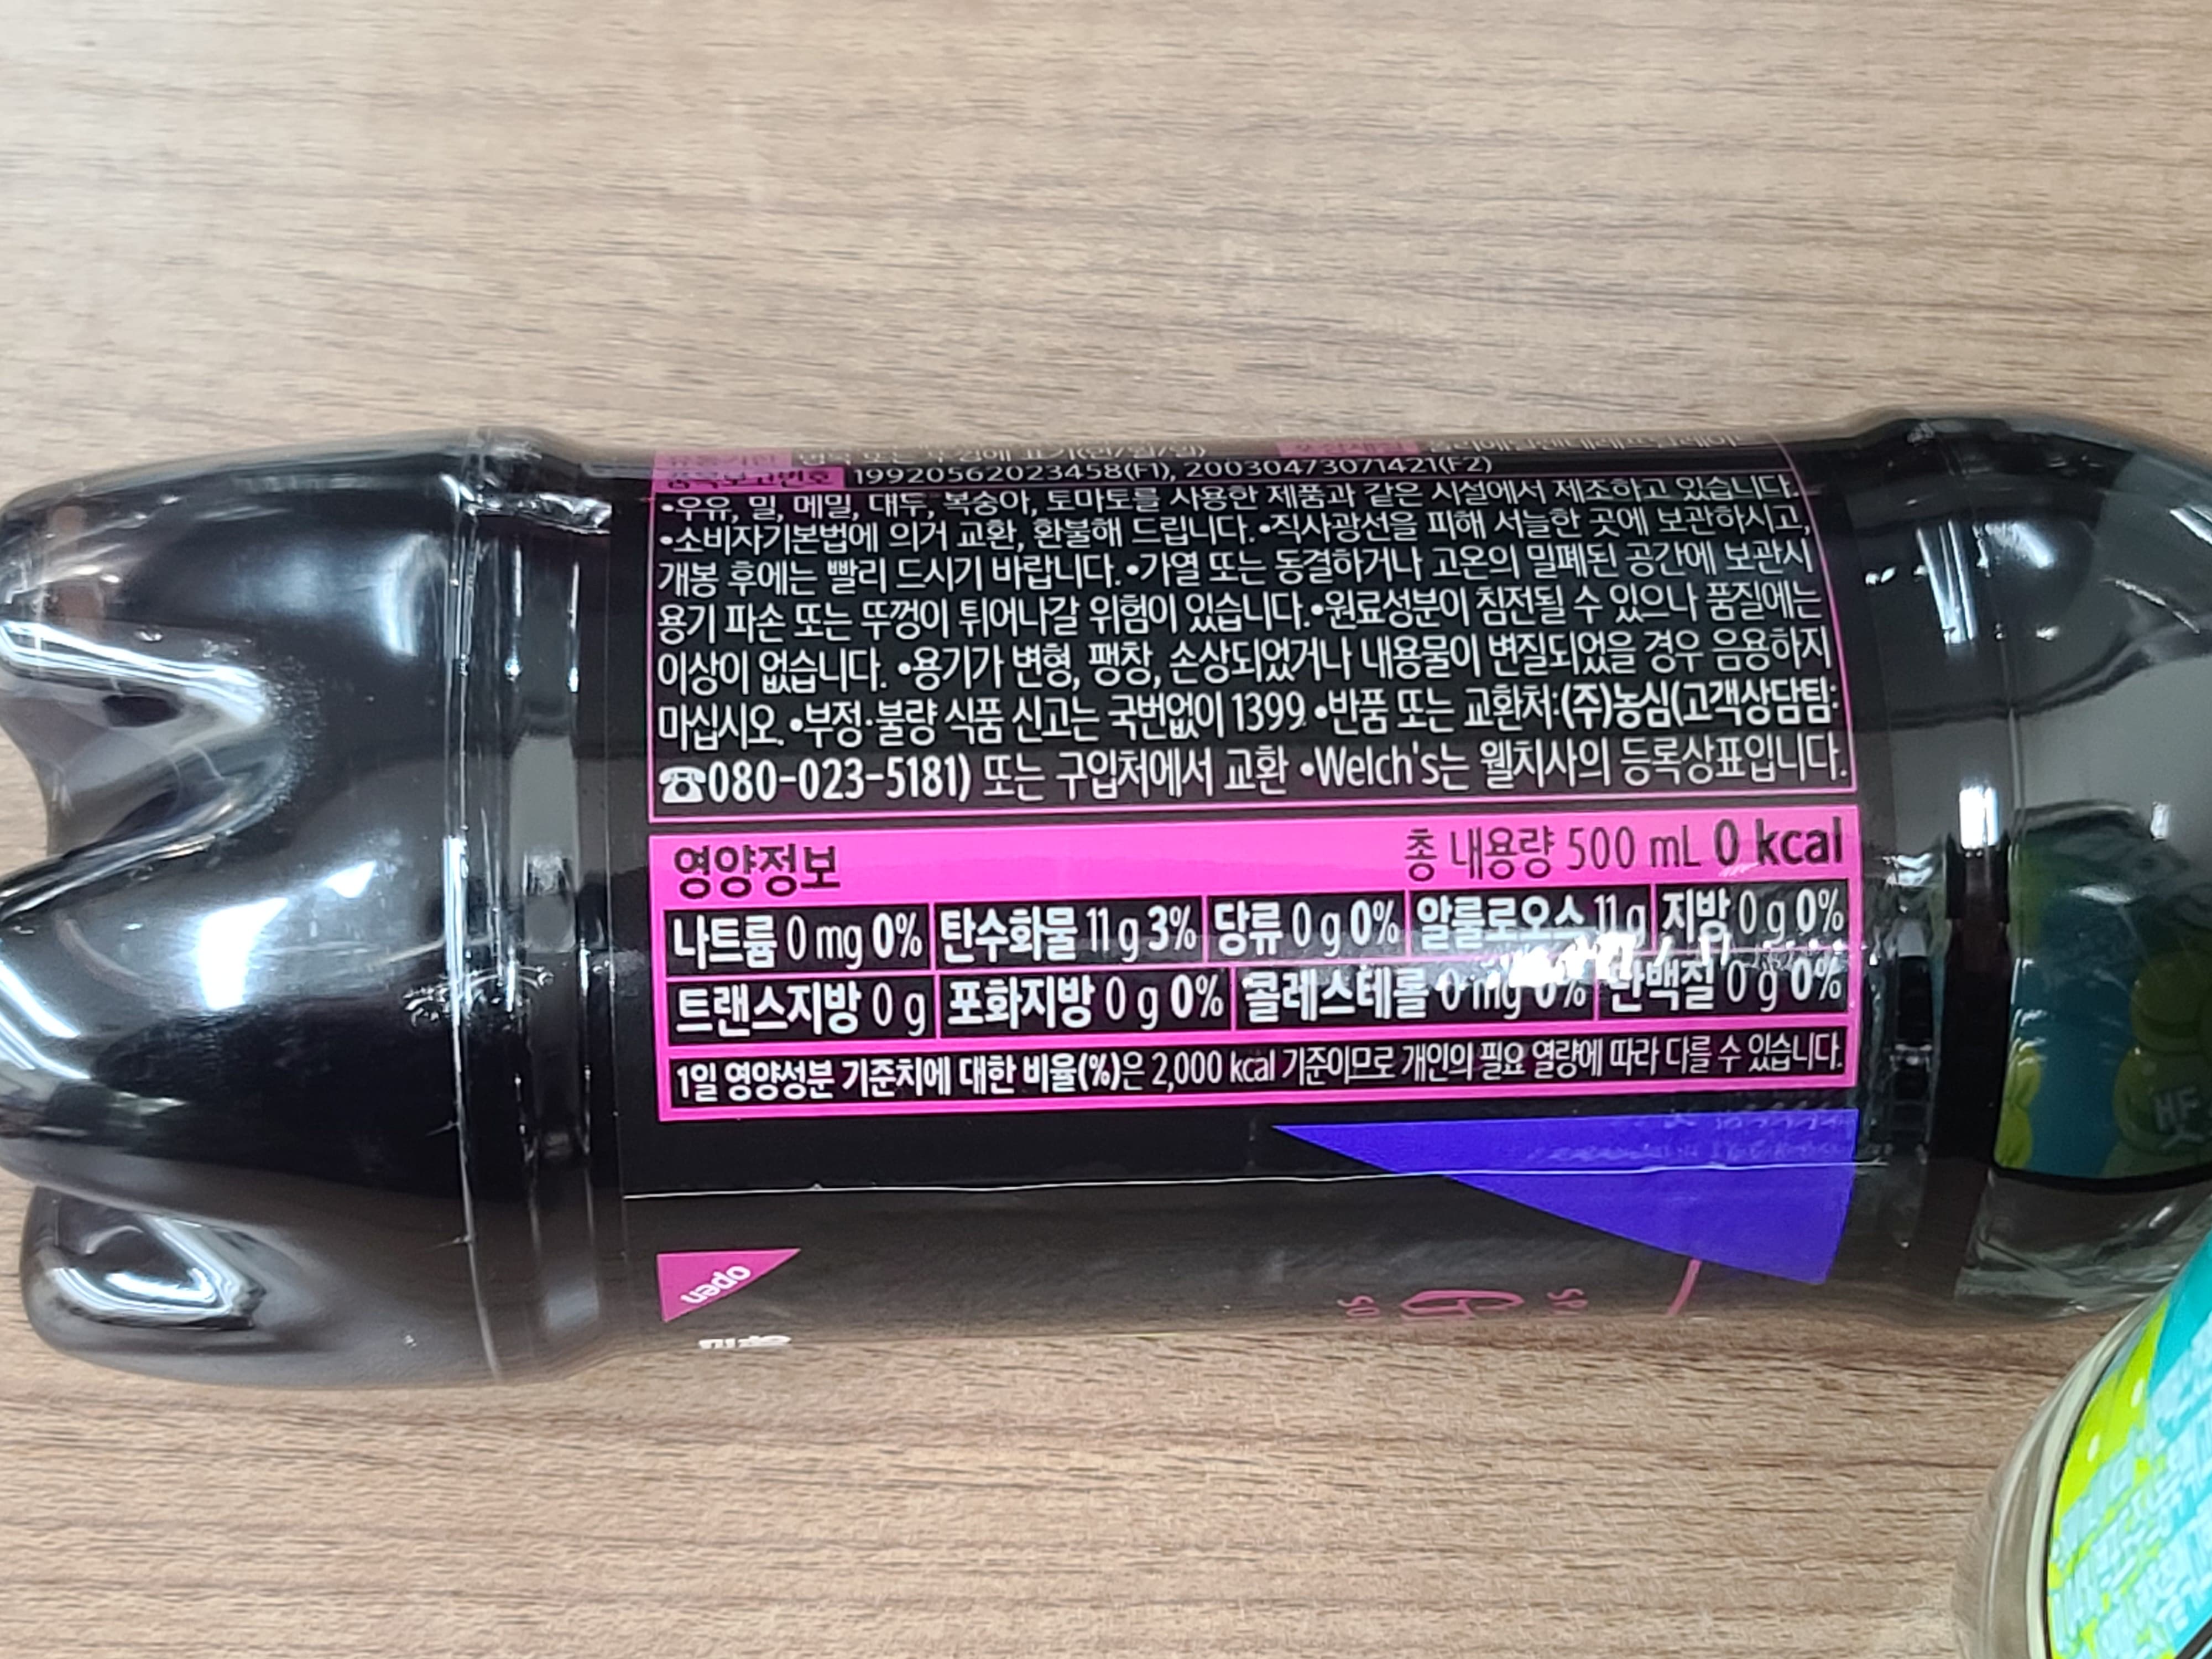 유통기한 면
품목보고번호 19920562023458(F1), 20030473071421(F2)
•우유, 밀, 메밀, 대두, 복숭아, 토마토를 사용한 제품과 같은 시설에서 제조하고 있습니다.
•소비자기본법에 의거 교환, 환불해 드립니다. •직사광선을 피해 서늘한 곳에 보관하시고,
개봉 후에는 빨리 드시기 바랍니다. •가열 또는 동결하거나 고온의 밀폐된 공간에 보관시
용기 파손 또는 뚜껑이 튀어나갈 위험이 있습니다. •원료성분이 침전될 수 있으나 품질에는
이상이 없습니다. •용기가 변형, 팽창, 손상되었거나 내용물이 변질되었을 경우 음용하지
마십시오. •부정·불량 식품 신고는 국번없이 1399 •반품 또는 교환처:(주)농심(고객상담팀:
☎080-023-5181) 또는 구입처에서 교환 •Welch's는 웰치사의 등록상표입니다.
영양정보 총 내용량 500 mL 0 kcal
나트륨 0 mg 0% 탄수화물 11 g 3% 당류 0 g 0% 알룰로오스 11 g 지방 0 g 0%
트랜스지방 0 g 포화지방 0 g 0% 콜레스테롤 0 mg 0% 단백질 0 g 0%
1일 영양성분 기준치에 대한 비율(%)은 2,000 kcal 기준이므로 개인의 필요 열량에 따라 다를 수 있습니다.
open